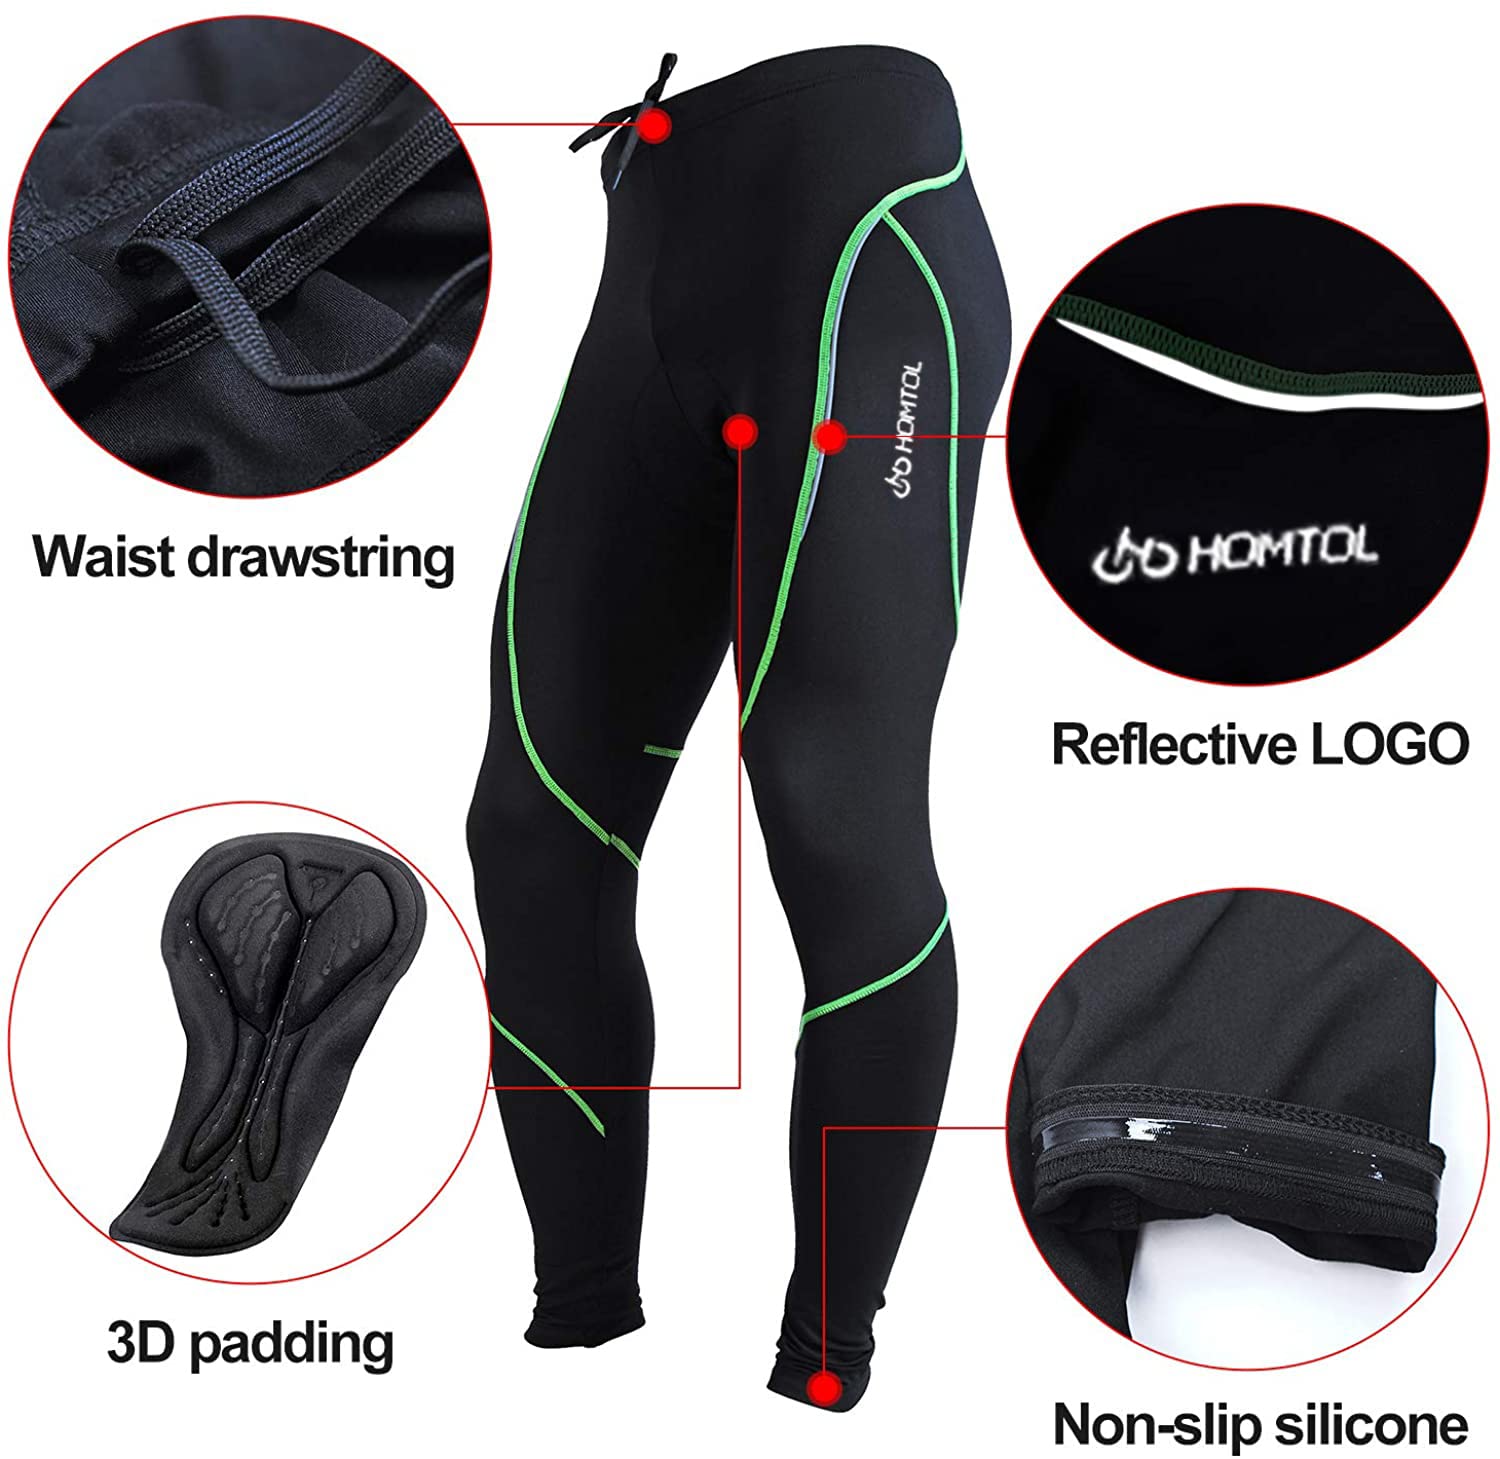 Waist drawstring
HOMTOL
HOMTOL
Reflective LOGO
3D padding
Non-slip silicone